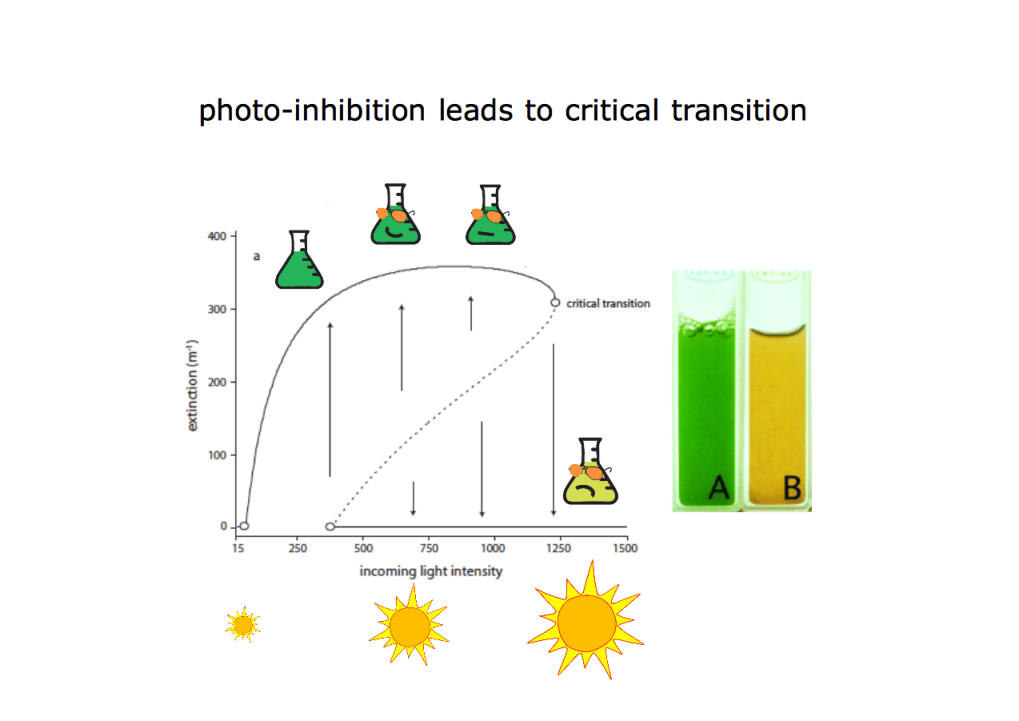 photo-inhibition leads to critical transition
400
a
300
critical transition
extinction (m⁻¹)
200
100
0
15 250 500 750 1000 1250 1500
incoming light intensity
A B